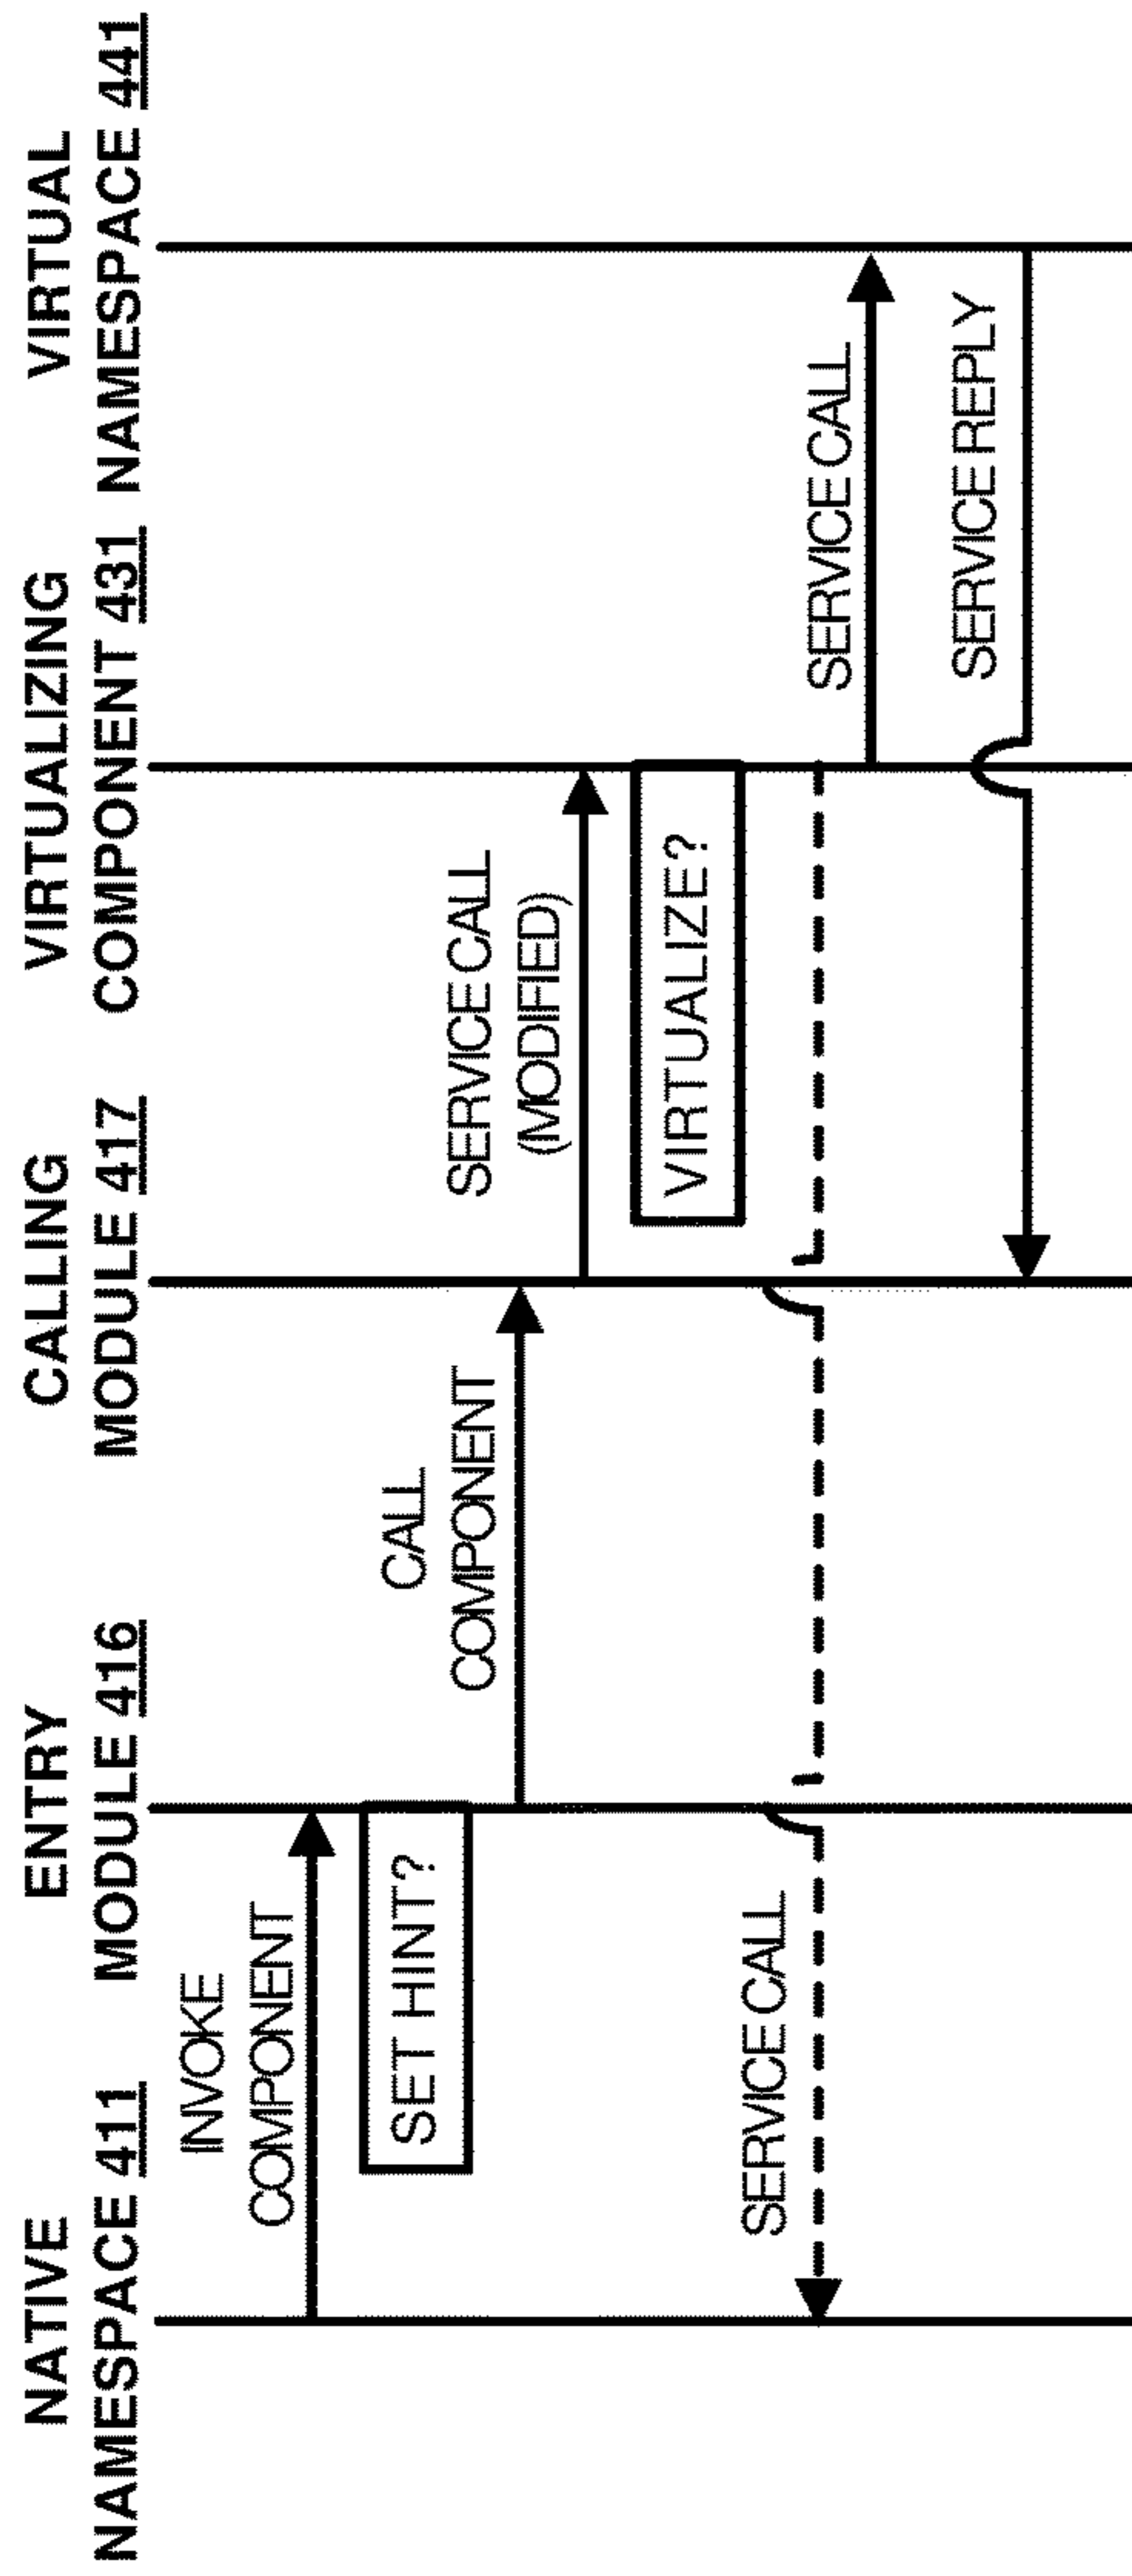 NATIVE
NAMESPACE 411
ENTRY
MODULE 416
CALLING
MODULE 417
VIRTUALIZING
COMPONENT 431
VIRTUAL
NAMESPACE 441
INVOKE
COMPONENT
SET HINT?
CALL
COMPONENT
SERVICE CALL
(MODIFIED)
VIRTUALIZE?
SERVICE CALL
SERVICE CALL
SERVICE REPLY